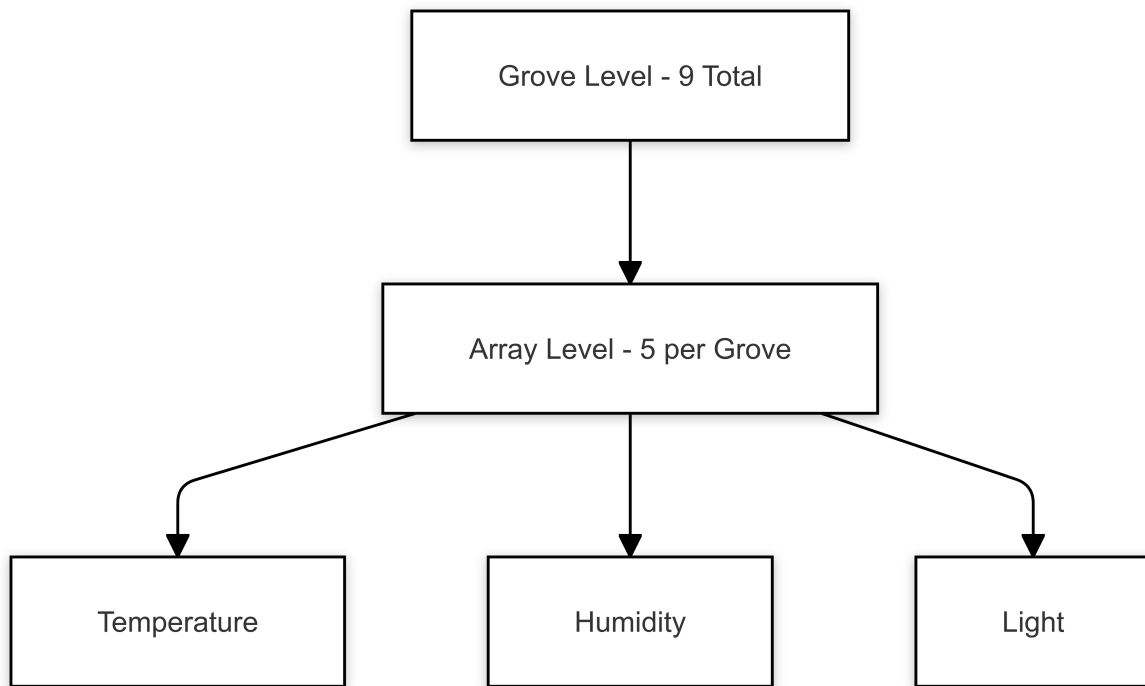 Grove Level - 9 Total
Array Level - 5 per Grove
Temperature
Humidity
Light